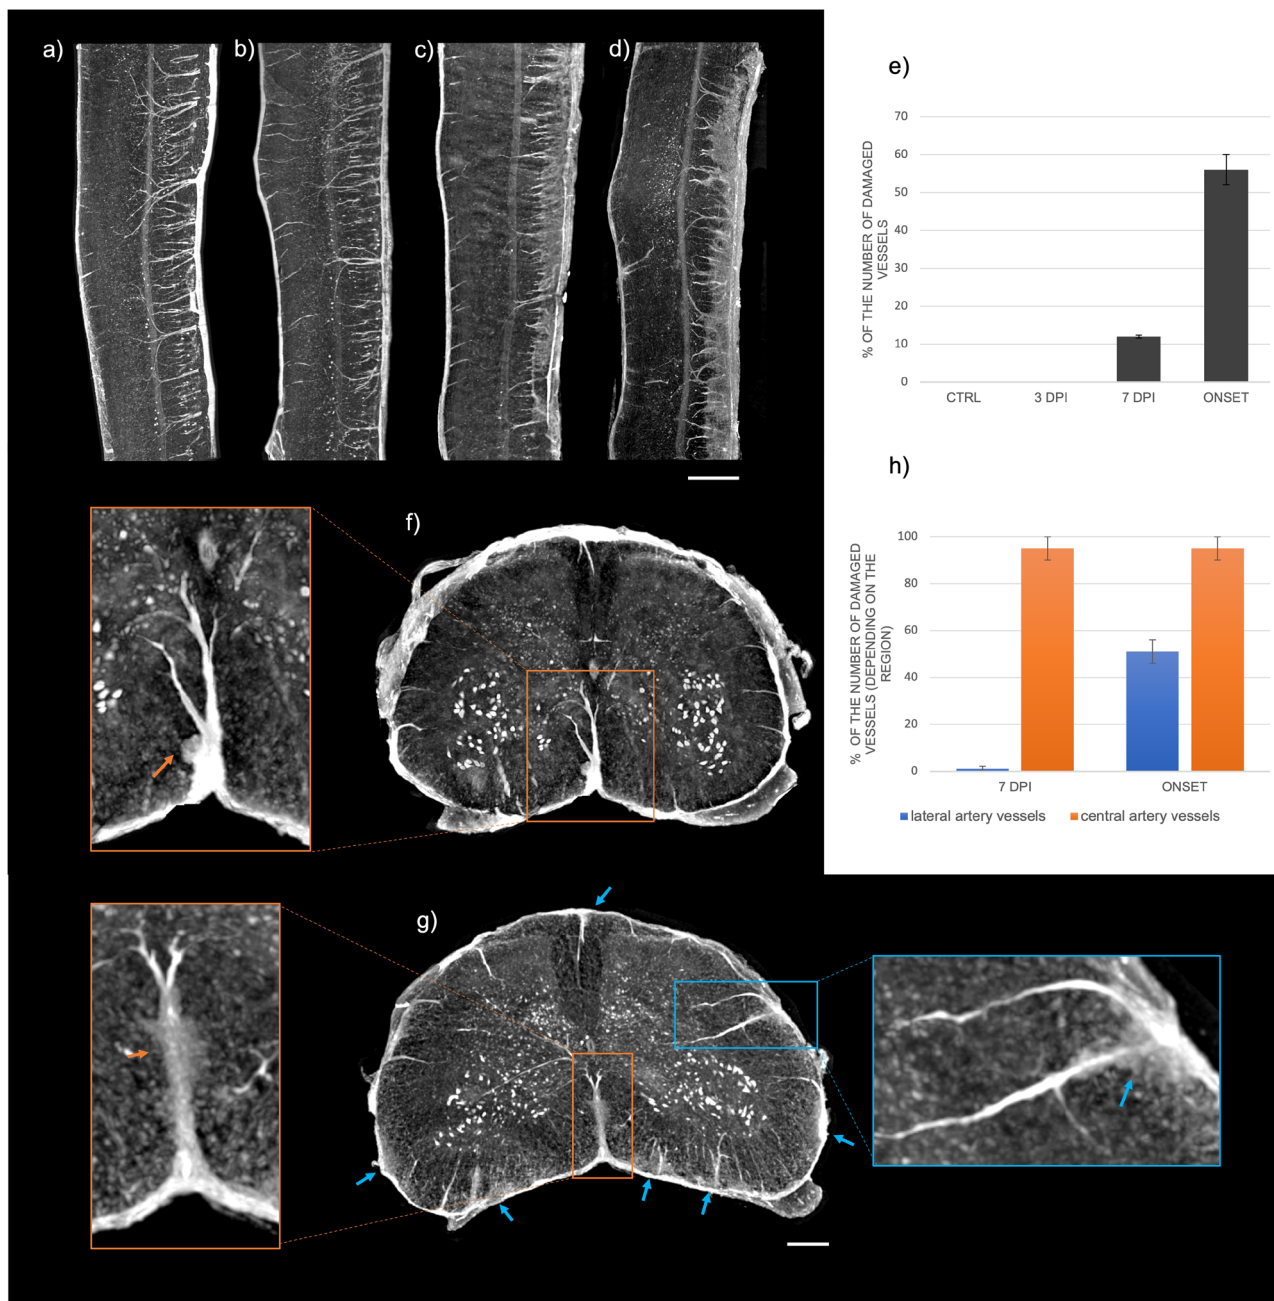 a)
b)
c)
d)
e)
% OF THE NUMBER OF DAMAGED
VESSELS
70
60
50
40
30
20
10
0
CTRL 3 DPI 7 DPI ONSET
f)
h)
% OF THE NUMBER OF DAMAGED
VESSELS (DEPENDING ON THE
REGION)
100
80
60
40
20
0
7 DPI ONSET
lateral artery vessels central artery vessels
g)